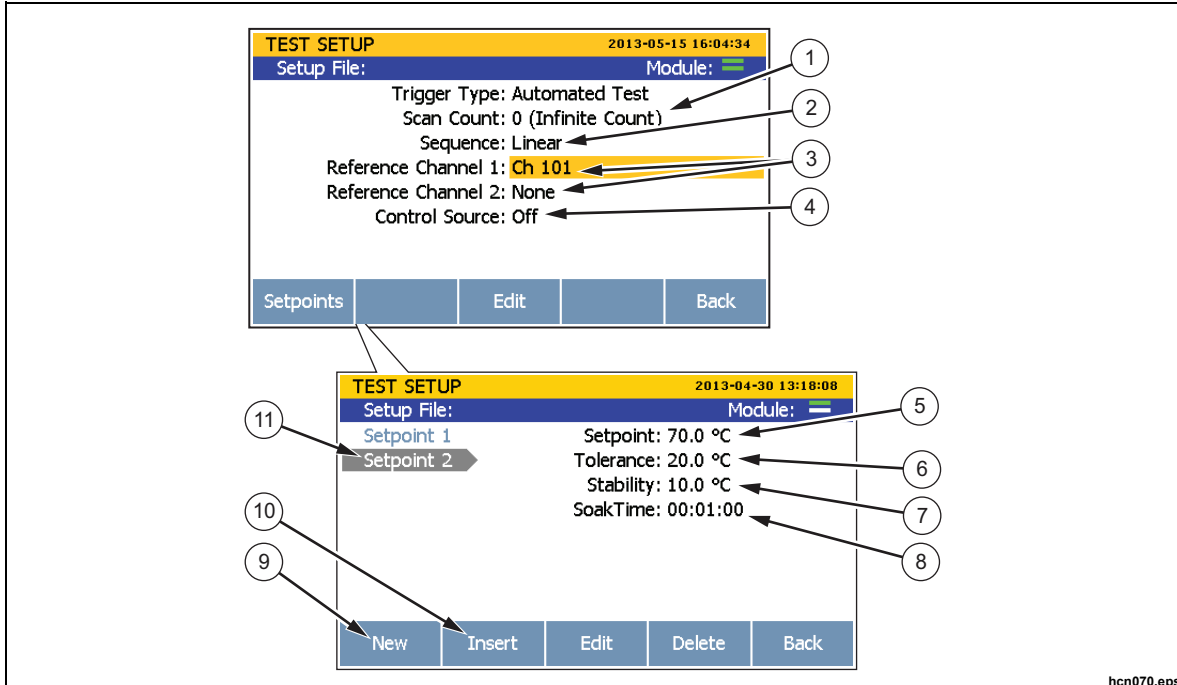 TEST SETUP 2013-05-15 16:04:34
Setup File: Module:
Trigger Type: Automated Test
Scan Count: 0 (Infinite Count)
Sequence: Linear
Reference Channel 1: Ch 101
Reference Channel 2: None
Control Source: Off
Setpoints Edit Back
1
2
3
4
TEST SETUP 2013-04-30 13:18:08
Setup File: Module:
Setpoint 1 Setpoint: 70.0 °C
Setpoint 2 Tolerance: 20.0 °C
Stability: 10.0 °C
SoakTime: 00:01:00
New Insert Edit Delete Back
5
6
7
8
9
10
11
hcn070.eps